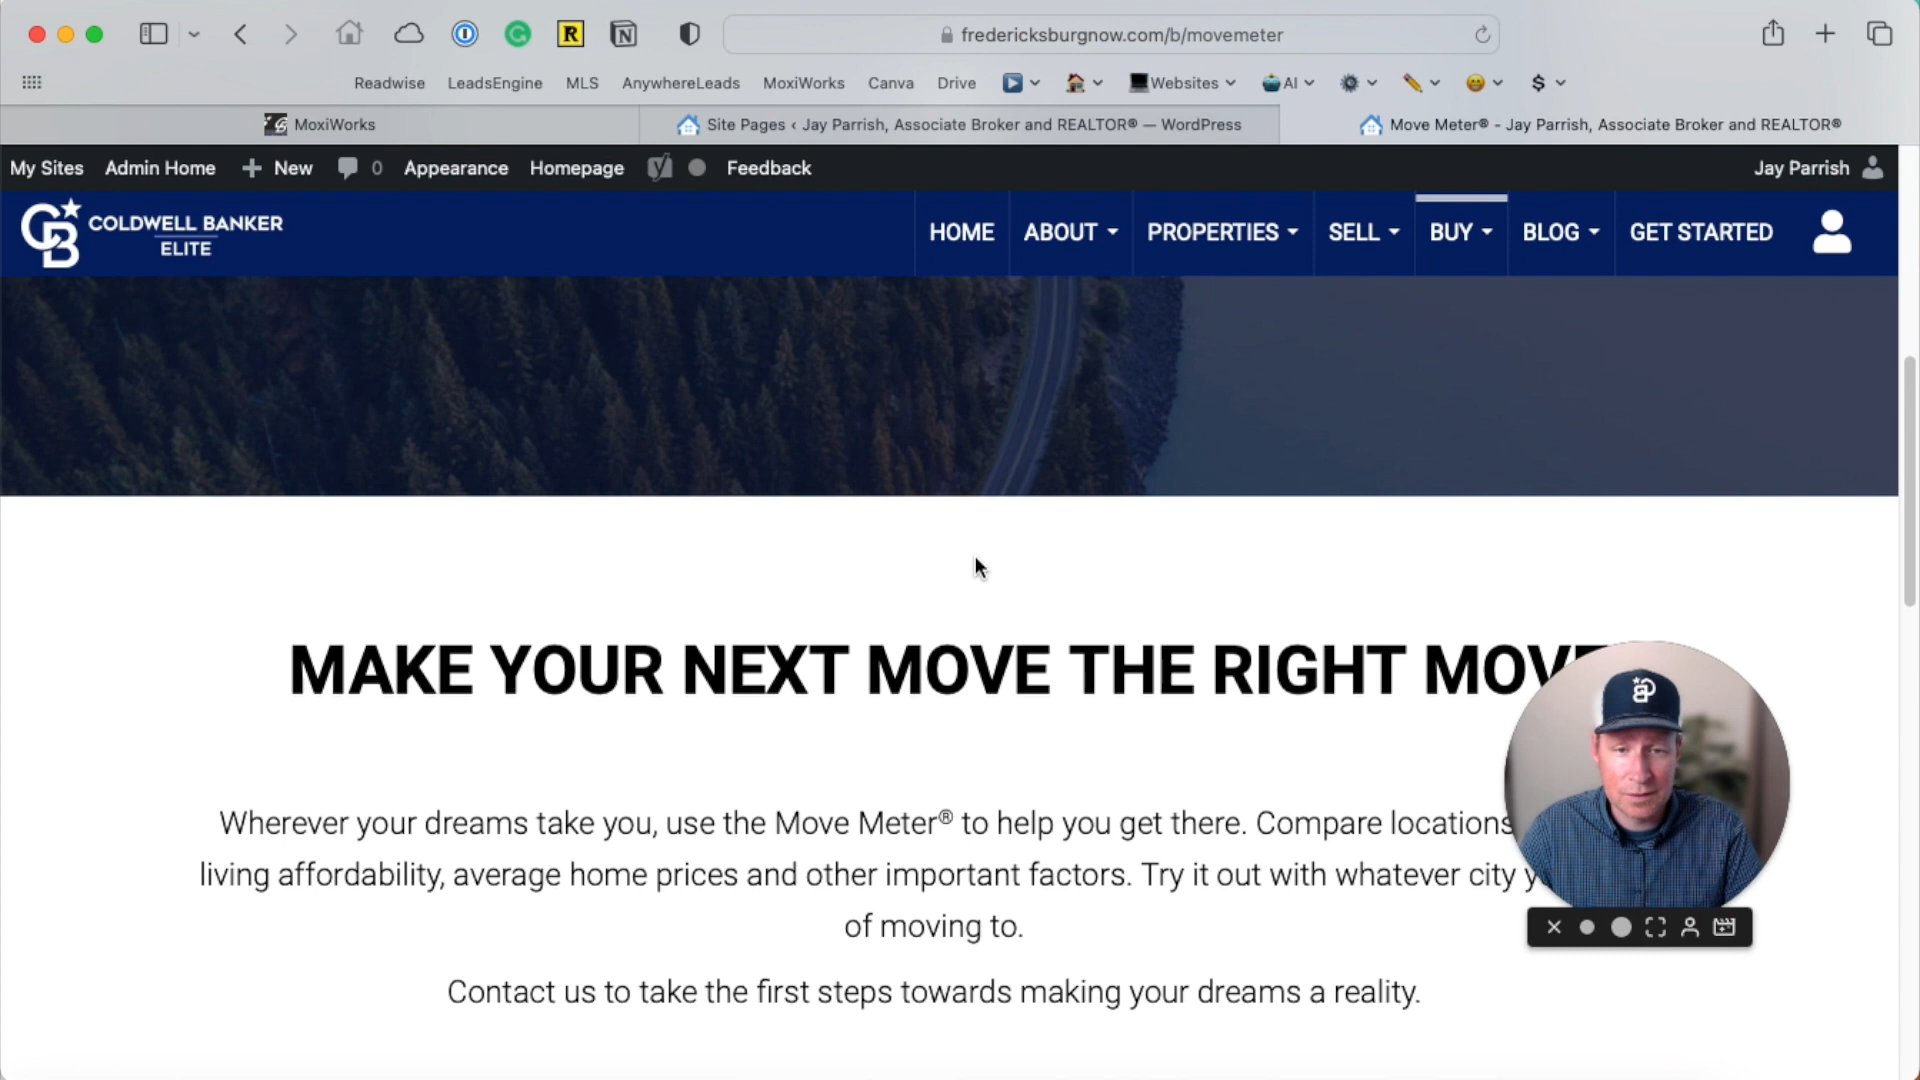 fredericksburgnow.com/b/movemeter
Readwise LeadsEngine MLS AnywhereLeads MoxiWorks Canva Drive Websites AI $
MoxiWorks
Site Pages ‹ Jay Parrish, Associate Broker and REALTOR® — WordPress
Move Meter® - Jay Parrish, Associate Broker and REALTOR®
My Sites Admin Home + New 0 Appearance Homepage Feedback Jay Parrish
COLDWELL BANKER
ELITE
HOME ABOUT PROPERTIES SELL BUY BLOG GET STARTED
MAKE YOUR NEXT MOVE THE RIGHT MOVE
Wherever your dreams take you, use the Move Meter® to help you get there. Compare locations
living affordability, average home prices and other important factors. Try it out with whatever city
of moving to.
Contact us to take the first steps towards making your dreams a reality.